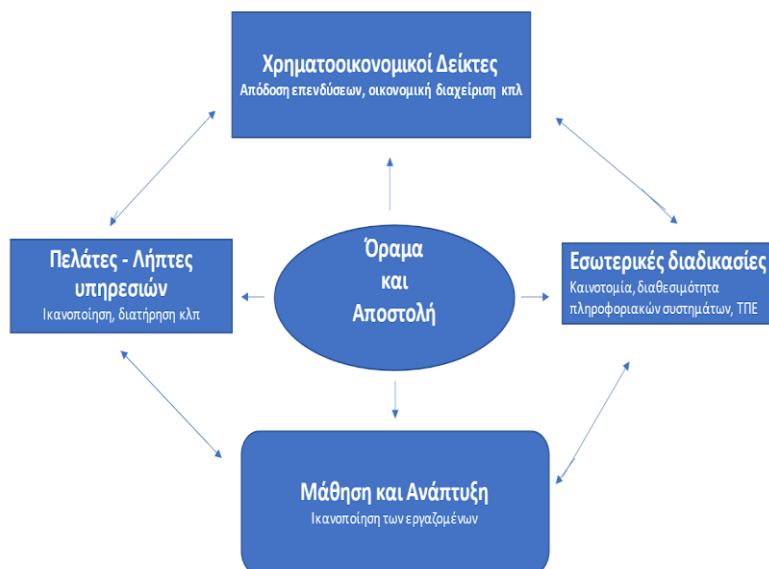 Χρηματοοικονομικοί Δείκτες
Απόδοση επενδύσεων, οικονομική διαχείριση κπλ
Πελάτες - Λήπτες
υπηρεσιών
Ικανοποίηση, διατήρηση κλπ
Όραμα
και
Αποστολή
Εσωτερικές διαδικασίες
Καινοτομία, διαθεσιμότητα
πληροφοριακών συστημάτων, ΤΠΕ
Μάθηση και Ανάπτυξη
Ικανοποίηση των εργαζομένων